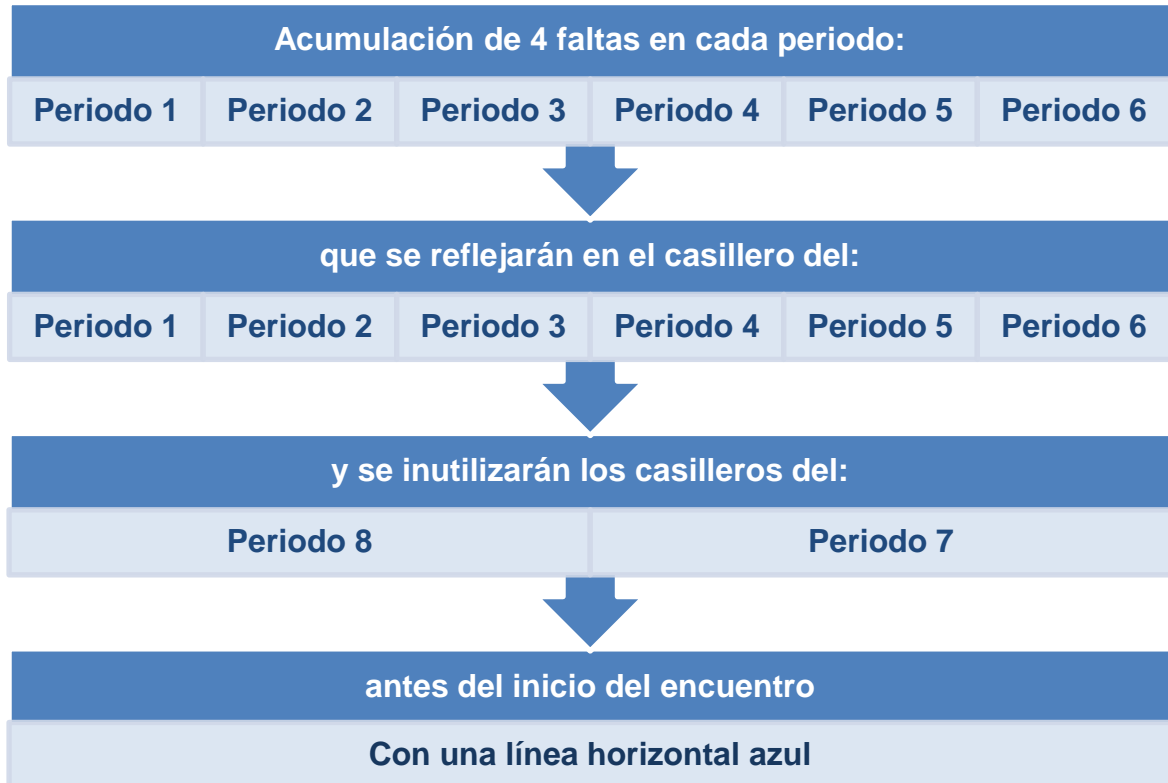 Acumulación de 4 faltas en cada periodo:
Periodo 1 Periodo 2 Periodo 3 Periodo 4 Periodo 5 Periodo 6
que se reflejarán en el casillero del:
Periodo 1 Periodo 2 Periodo 3 Periodo 4 Periodo 5 Periodo 6
y se inutilizarán los casilleros del:
Periodo 8 Periodo 7
antes del inicio del encuentro
Con una línea horizontal azul